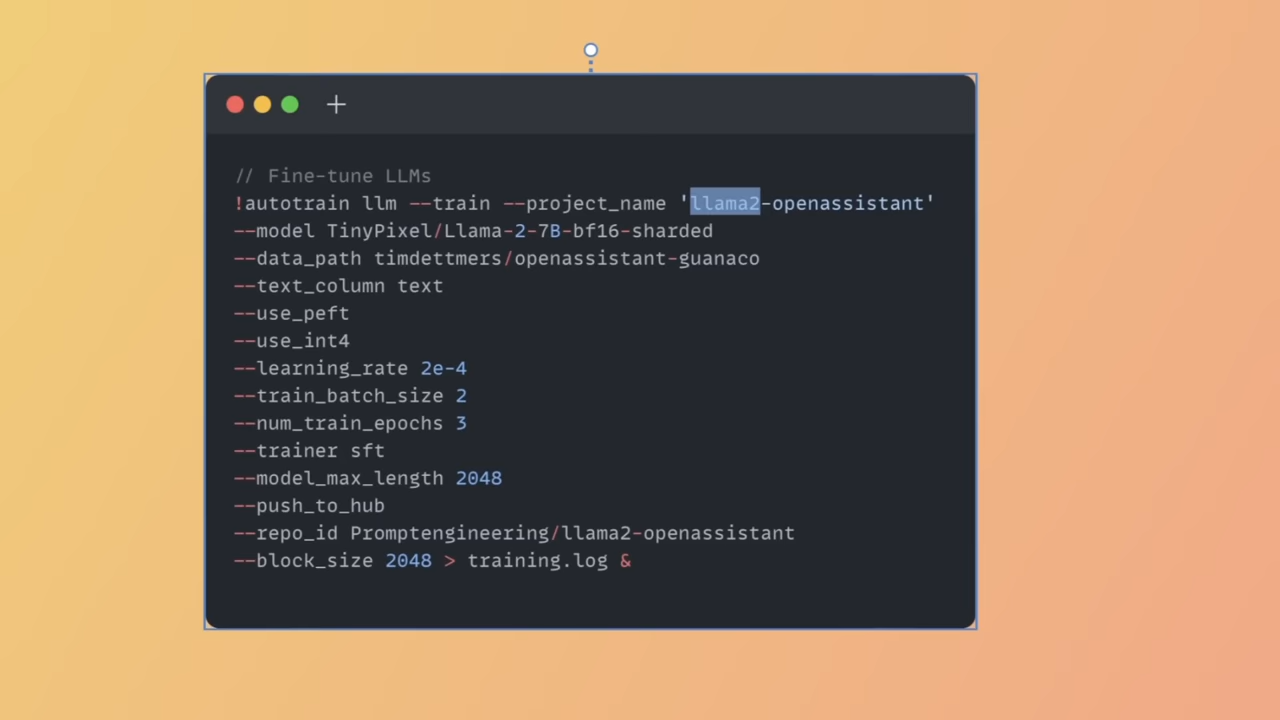 // Fine-tune LLMs
!autotrain llm --train --project_name 'llama2-openassistant'
--model TinyPixel/Llama-2-7B-bf16-sharded
--data_path timdettmers/openassistant-guanaco
--text_column text
--use_peft
--use_int4
--learning_rate 2e-4
--train_batch_size 2
--num_train_epochs 3
--trainer sft
--model_max_length 2048
--push_to_hub
--repo_id Promptengineering/llama2-openassistant
--block_size 2048 > training.log &